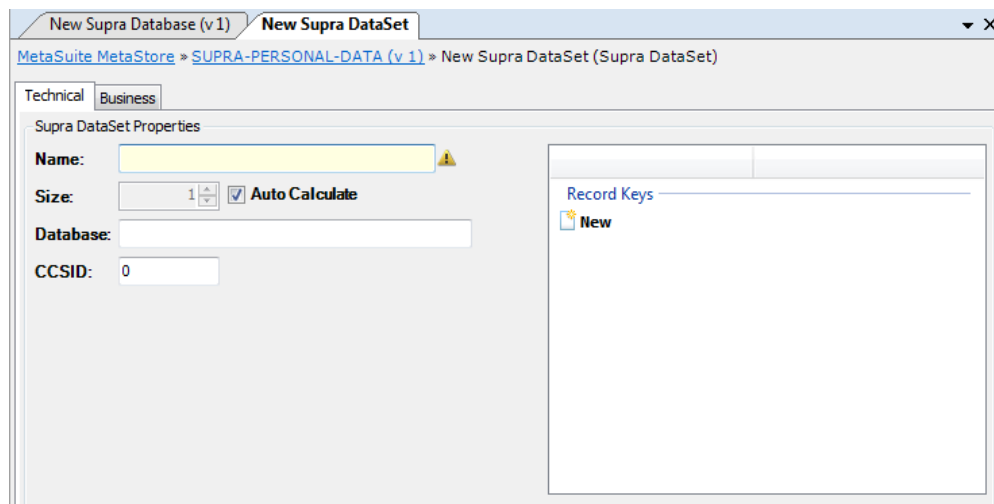 New Supra Database (v 1) New Supra DataSet
MetaSuite MetaStore » SUPRA-PERSONAL-DATA (v 1) » New Supra DataSet (Supra DataSet)
Technical Business
Supra DataSet Properties
Name:
Size: 1 Auto Calculate
Database:
CCSID: 0
Record Keys
New